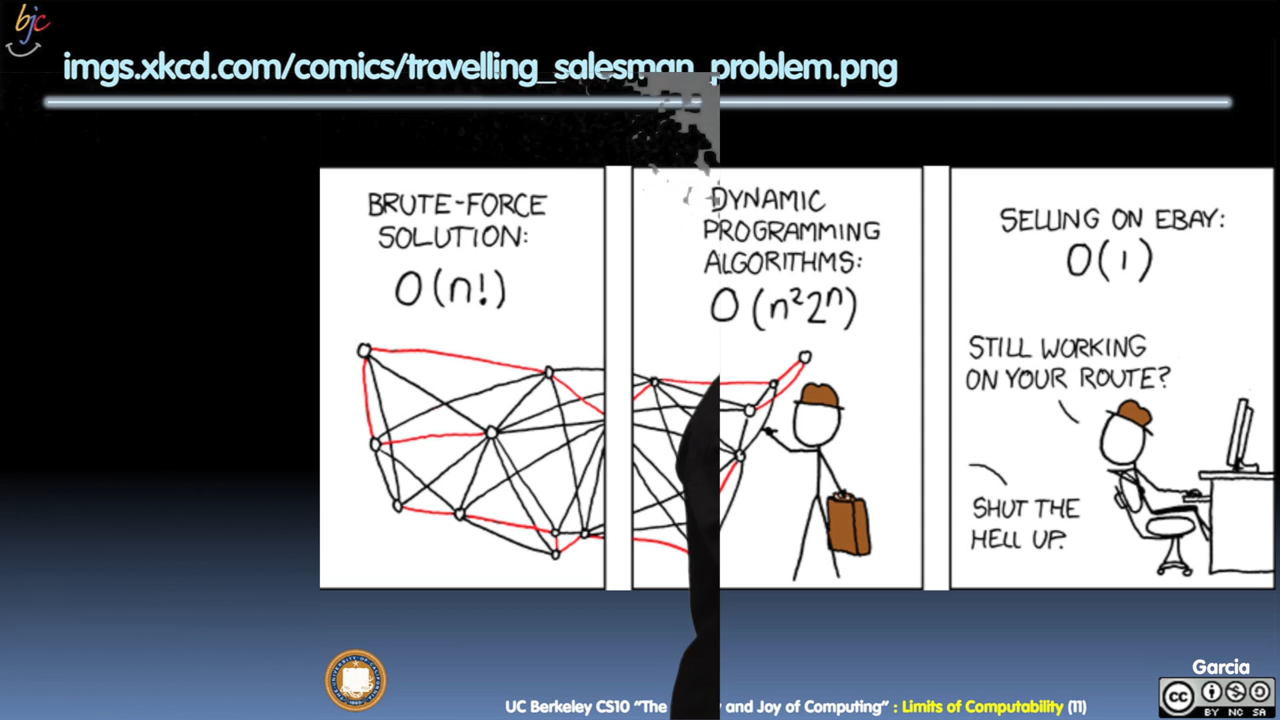 bjc
imgs.xkcd.com/comics/travelling_salesman_problem.png
BRUTE-FORCE
SOLUTION:
O(n!)
DYNAMIC
PROGRAMMING
ALGORITHMS:
O(n²2ⁿ)
SELLING ON EBAY:
O(1)
STILL WORKING
ON YOUR ROUTE?
SHUT THE
HELL UP.
Garcia
UC Berkeley CS10 "The and Joy of Computing" : Limits of Computability (11)
cc
BY NC SA